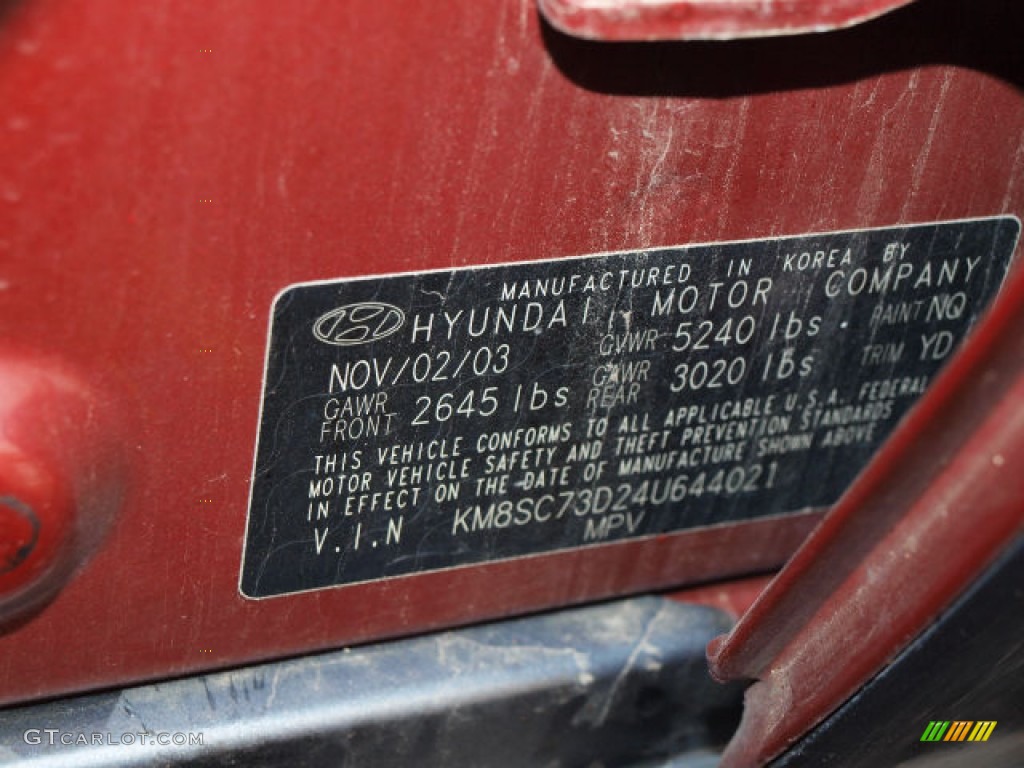 MANUFACTURED IN KOREA BY
HYUNDAI MOTOR COMPANY
NOV/02/03 GVWR 5240 lbs PAINT NQ
GAWR FRONT 2645 lbs GAWR REAR 3020 lbs TRIM YD
THIS VEHICLE CONFORMS TO ALL APPLICABLE U.S.A. FEDERAL
MOTOR VEHICLE SAFETY AND THEFT PREVENTION STANDARDS
IN EFFECT ON THE DATE OF MANUFACTURE SHOWN ABOVE
V.I.N KM8SC73D24U644021
MPV
GTCARLOT.COM